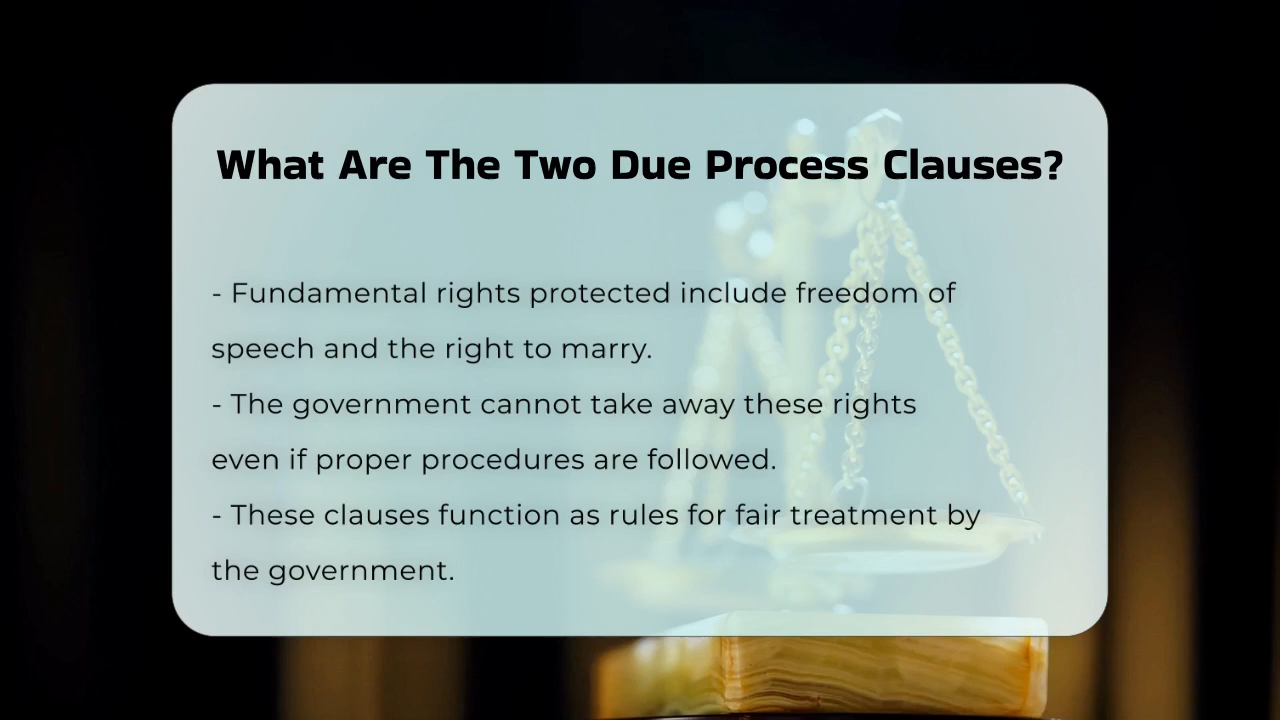 What Are The Two Due Process Clauses?
- Fundamental rights protected include freedom of
speech and the right to marry.
- The government cannot take away these rights
even if proper procedures are followed.
- These clauses function as rules for fair treatment by
the government.